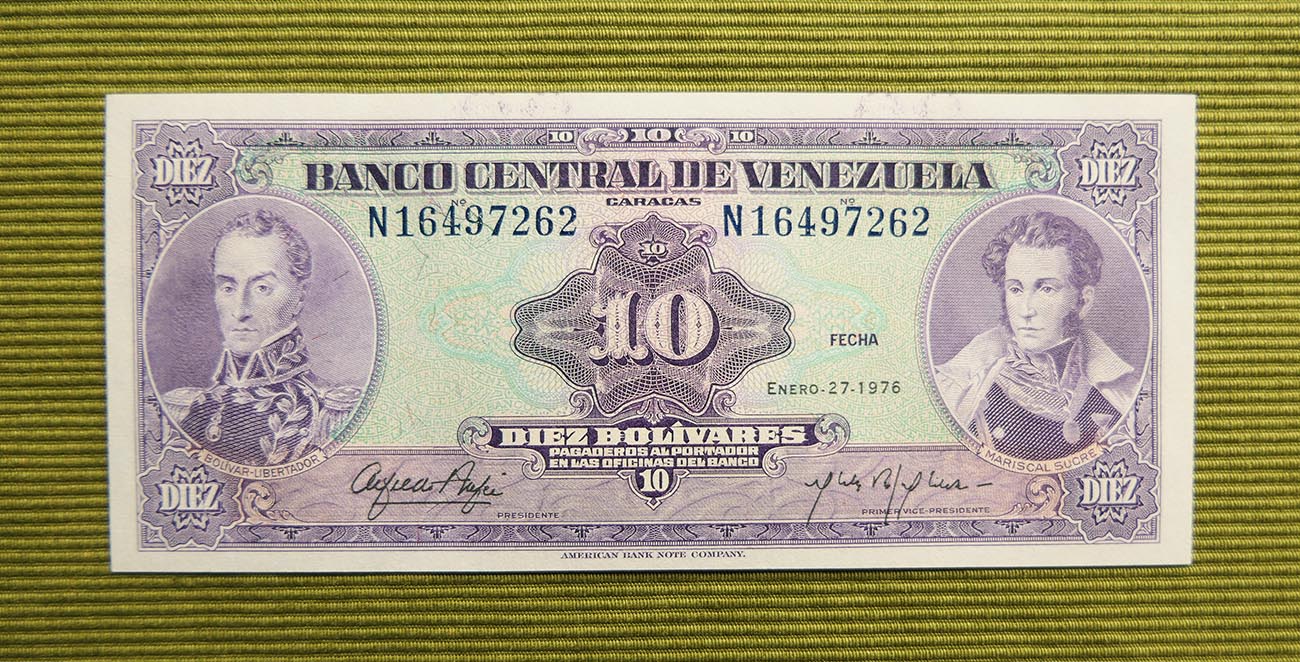 10 10 10
DIEZ DIEZ
BANCO CENTRAL DE VENEZUELA
CARACAS
Nº Nº
N16497262 N16497262
10
10
FECHA
ENERO-27-1976
DIEZ BOLÍVARES
PAGADEROS AL PORTADOR
EN LAS OFICINAS DEL BANCO
BOLIVAR-LIBERTADOR MARISCAL SUCRE
DIEZ 10 DIEZ
PRESIDENTE PRIMER VICE-PRESIDENTE
AMERICAN BANK NOTE COMPANY.